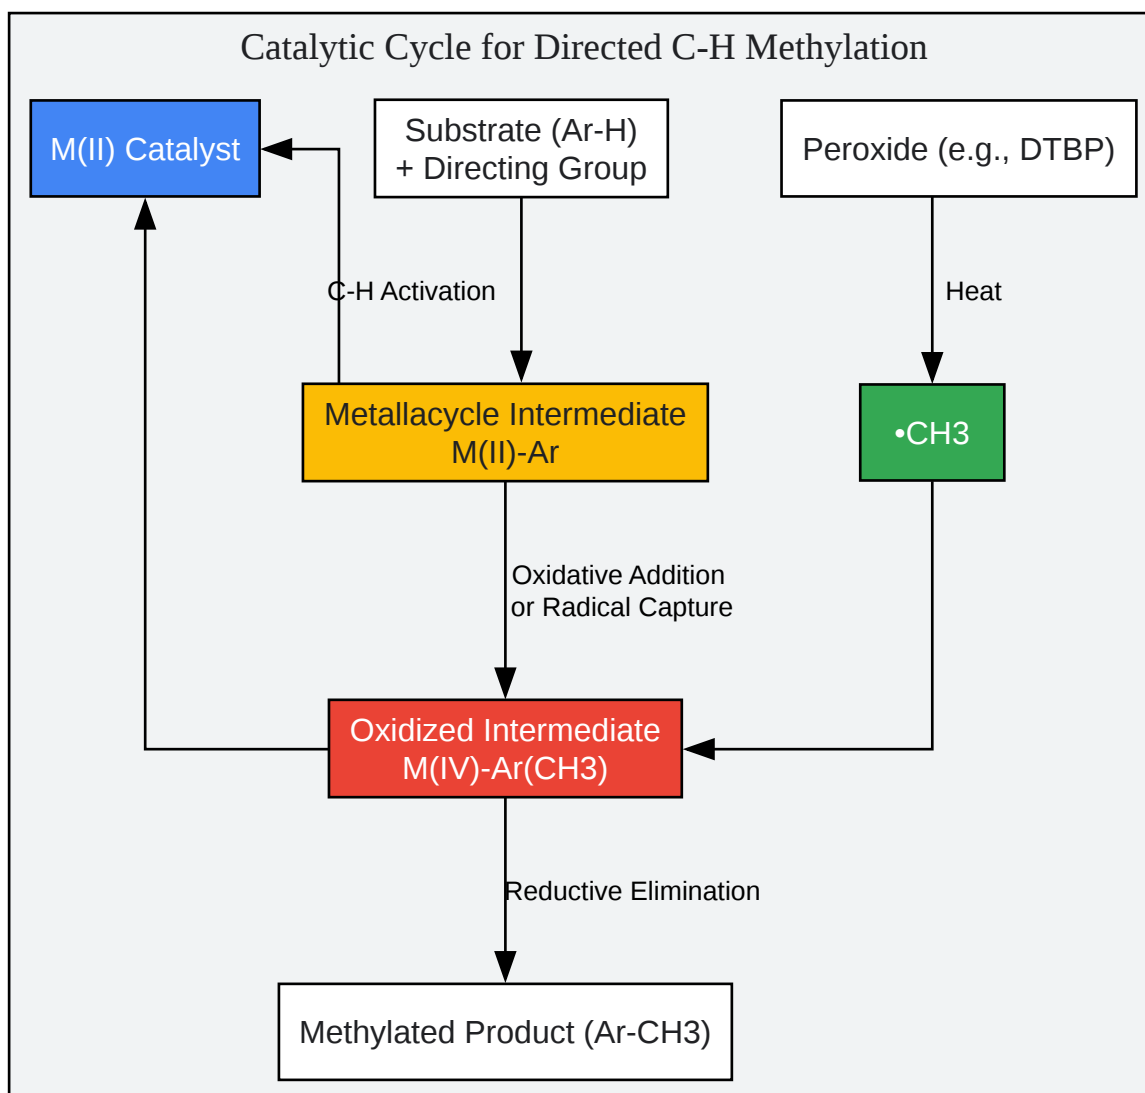 Catalytic Cycle for Directed C-H Methylation
M(II) Catalyst
Substrate (Ar-H)
+ Directing Group
Peroxide (e.g., DTBP)
C-H Activation
Heat
Metallacycle Intermediate
M(II)-Ar
•CH3
Oxidative Addition
or Radical Capture
Oxidized Intermediate
M(IV)-Ar(CH3)
Reductive Elimination
Methylated Product (Ar-CH3)